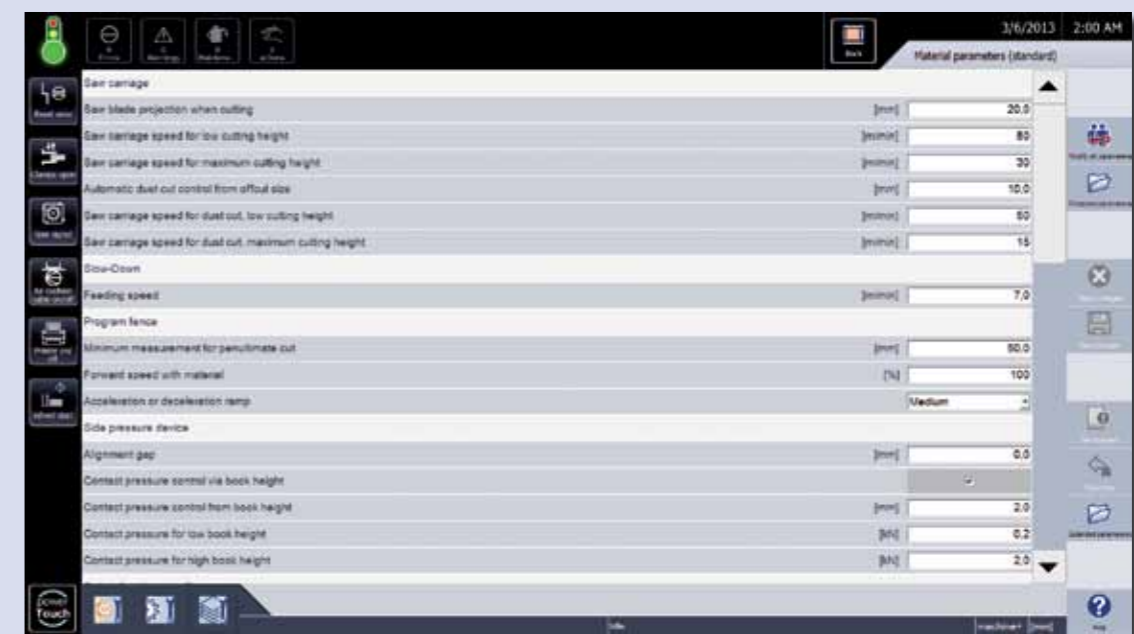 3/6/2013 2:00 AM
Back
Material parameters (standard)
Saw carriage
Saw blade projection when cutting [mm] 20,0
Saw carriage speed for low cutting height [m/min] 80
Saw carriage speed for maximum cutting height [m/min] 30
Automatic dust cut control from offcut size [mm] 10,0
Saw carriage speed for dust cut, low cutting height [m/min] 50
Saw carriage speed for dust cut, maximum cutting height [m/min] 15
Slow-Down
Feeding speed [m/min] 7,0
Program fence
Minimum measurement for penultimate cut [mm] 50,0
Forward speed with material [%] 100
Acceleration or deceleration ramp Medium
Side pressure device
Alignment gap [mm] 0,0
Contact pressure control via book height
Contact pressure control from book height [mm] 2,0
Contact pressure for low book height [kN] 0,2
Contact pressure for high book height [kN] 2,0
power
Touch
Idle
[mm]
Help